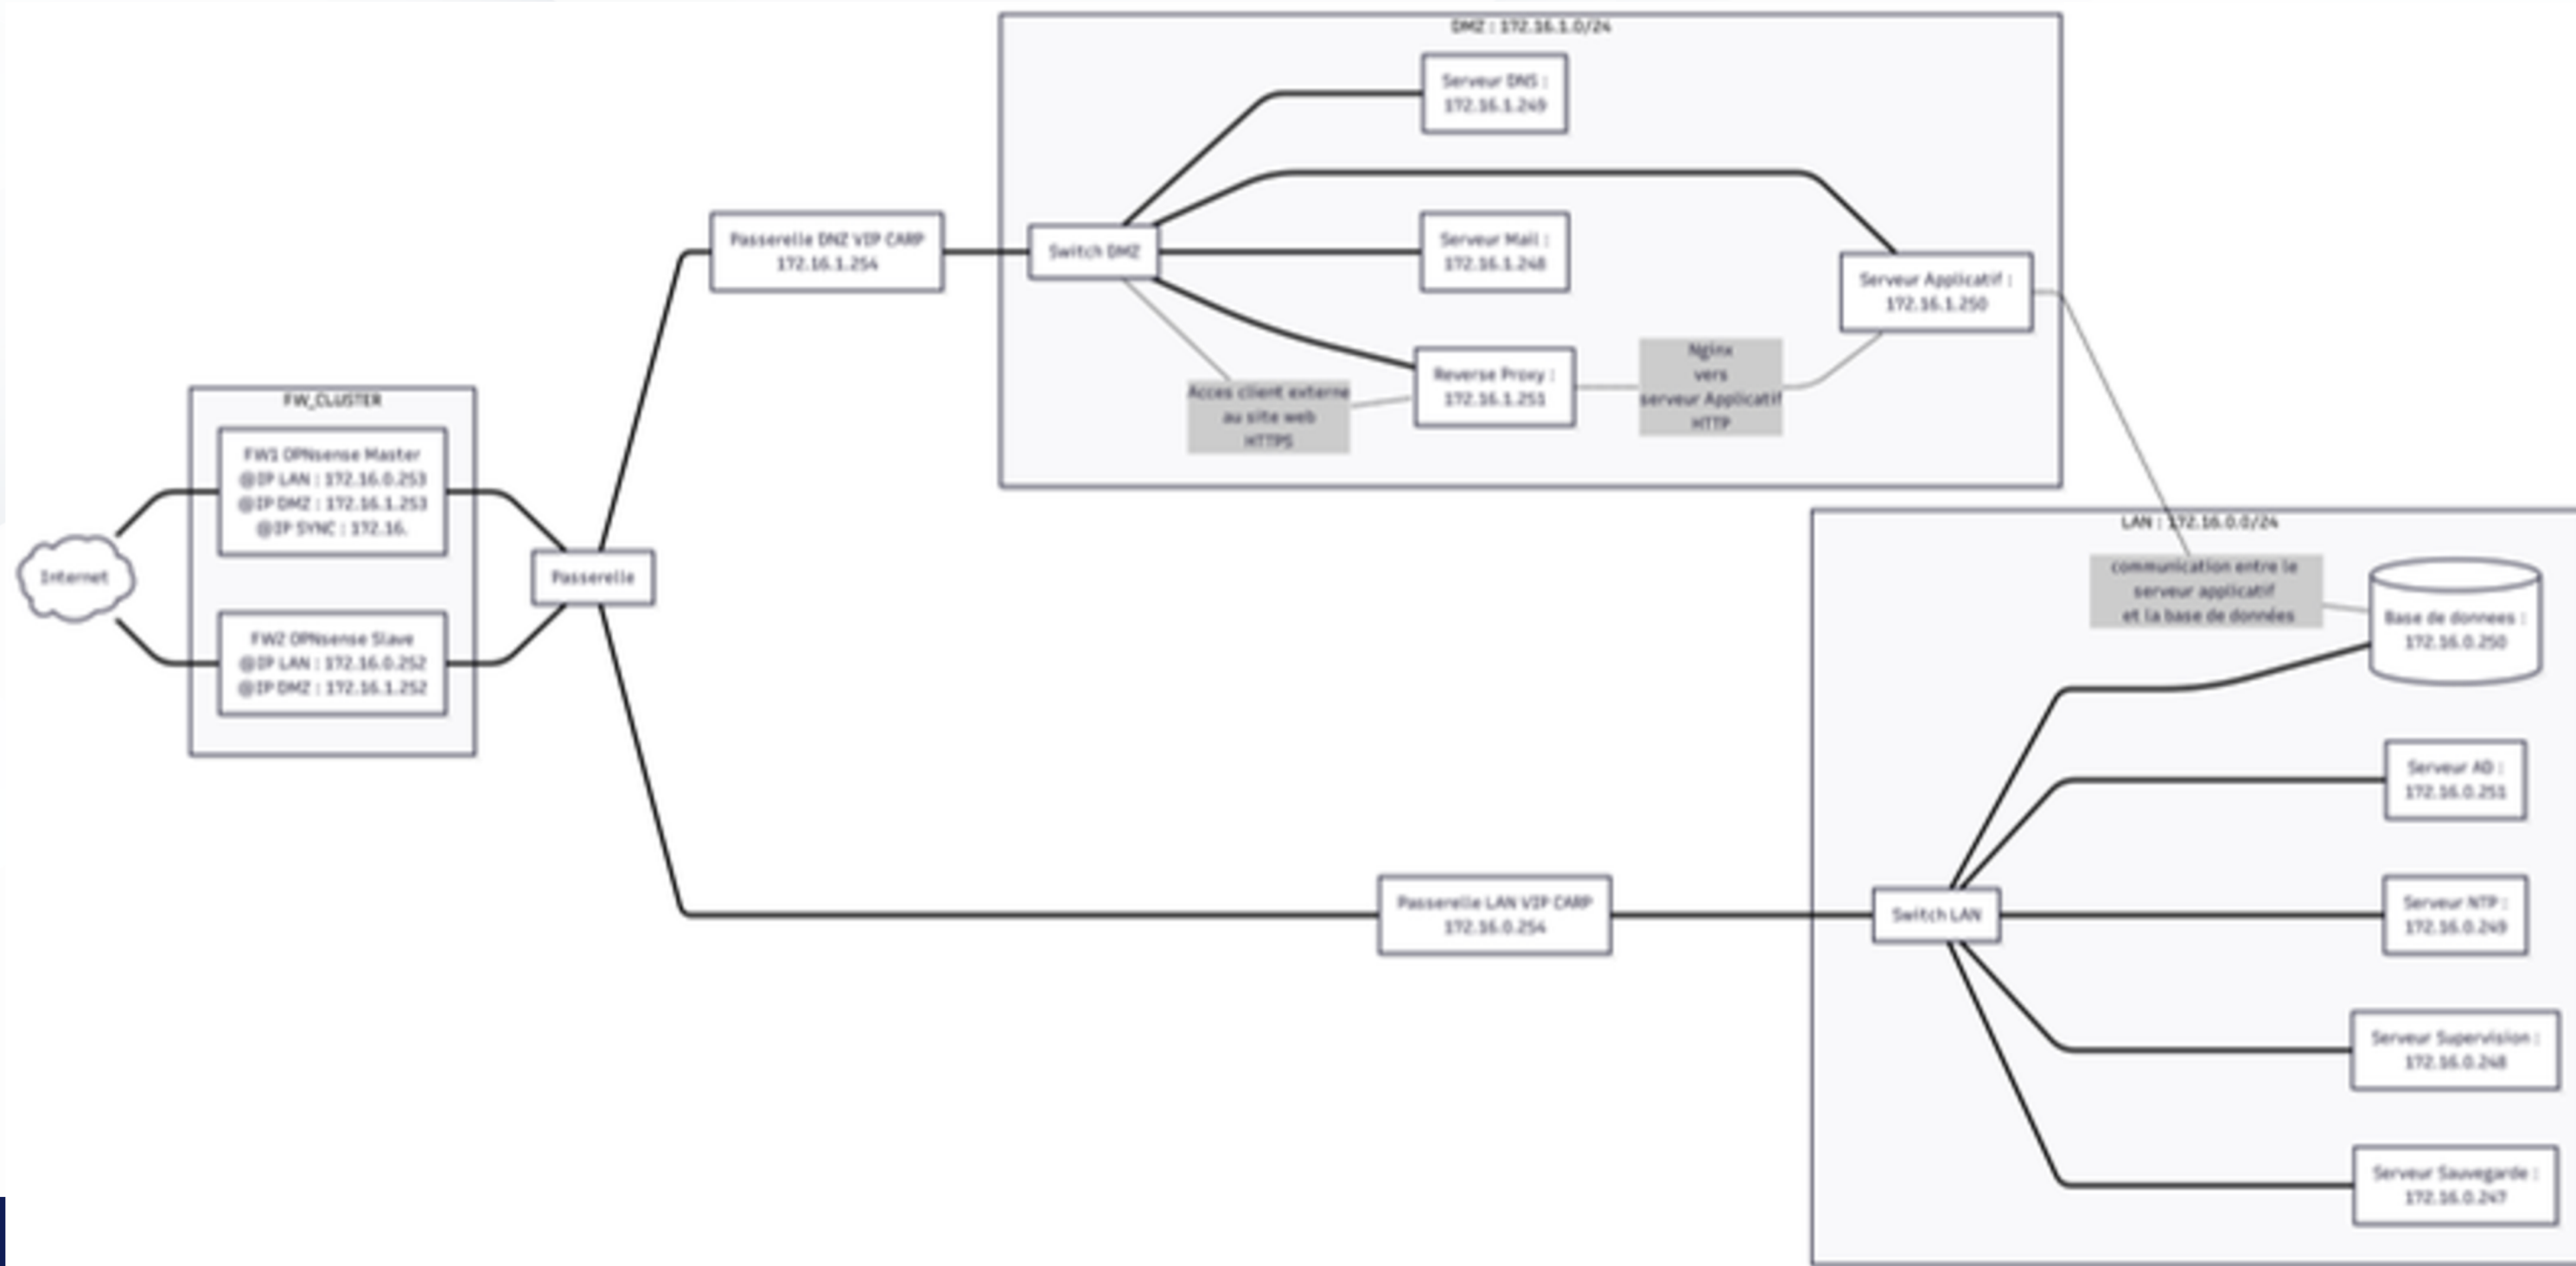 DMZ : 172.16.1.0/24
Serveur DNS :
172.16.1.249
Passerelle DNZ VIP CARP
172.16.1.254
Switch DMZ
Serveur Mail :
172.16.1.248
Serveur Applicatif :
172.16.1.250
Acces client externe
au site web
HTTPS
Reverse Proxy :
172.16.1.251
Nginx
vers
serveur Applicatif
HTTP
FW_CLUSTER
FW1 OPNsense Master
@IP LAN : 172.16.0.253
@IP DMZ : 172.16.1.253
@IP SYNC : 172.16.
Internet
Passerelle
FW2 OPNsense Slave
@IP LAN : 172.16.0.252
@IP DMZ : 172.16.1.252
LAN : 172.16.0.0/24
communication entre le
serveur applicatif
et la base de données
Base de donnees :
172.16.0.250
Serveur AD :
172.16.0.251
Passerelle LAN VIP CARP
172.16.0.254
Switch LAN
Serveur NTP :
172.16.0.249
Serveur Supervision :
172.16.0.248
Serveur Sauvegarde :
172.16.0.247